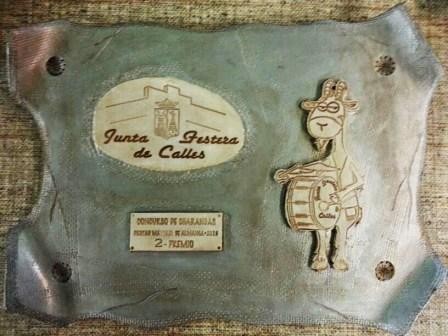 Junta Festera
de Calles
CONCURSO DE CHARANGAS
FIESTAS MAYORES DE ALMANSA-
2º PREMIO
Calles